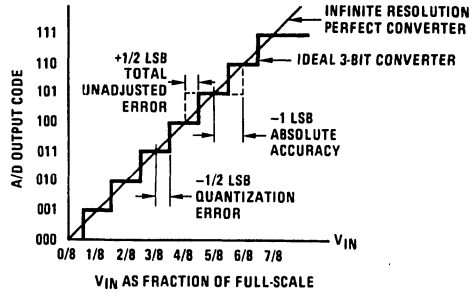 INFINITE RESOLUTION
PERFECT CONVERTER
111
110
101
100
011
010
001
000
A/D OUTPUT CODE
+1/2 LSB
TOTAL
UNADJUSTED
ERROR
IDEAL 3-BIT CONVERTER
−1 LSB
ABSOLUTE
ACCURACY
−1/2 LSB
QUANTIZATION
ERROR
0/8 1/8 2/8 3/8 4/8 5/8 6/8 7/8
VIN
VIN AS FRACTION OF FULL-SCALE